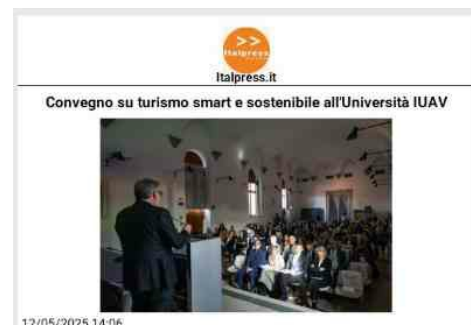 >>
Italpress
Italpress.it
Convegno su turismo smart e sostenibile all'Università IUAV
12/05/2025 14:06